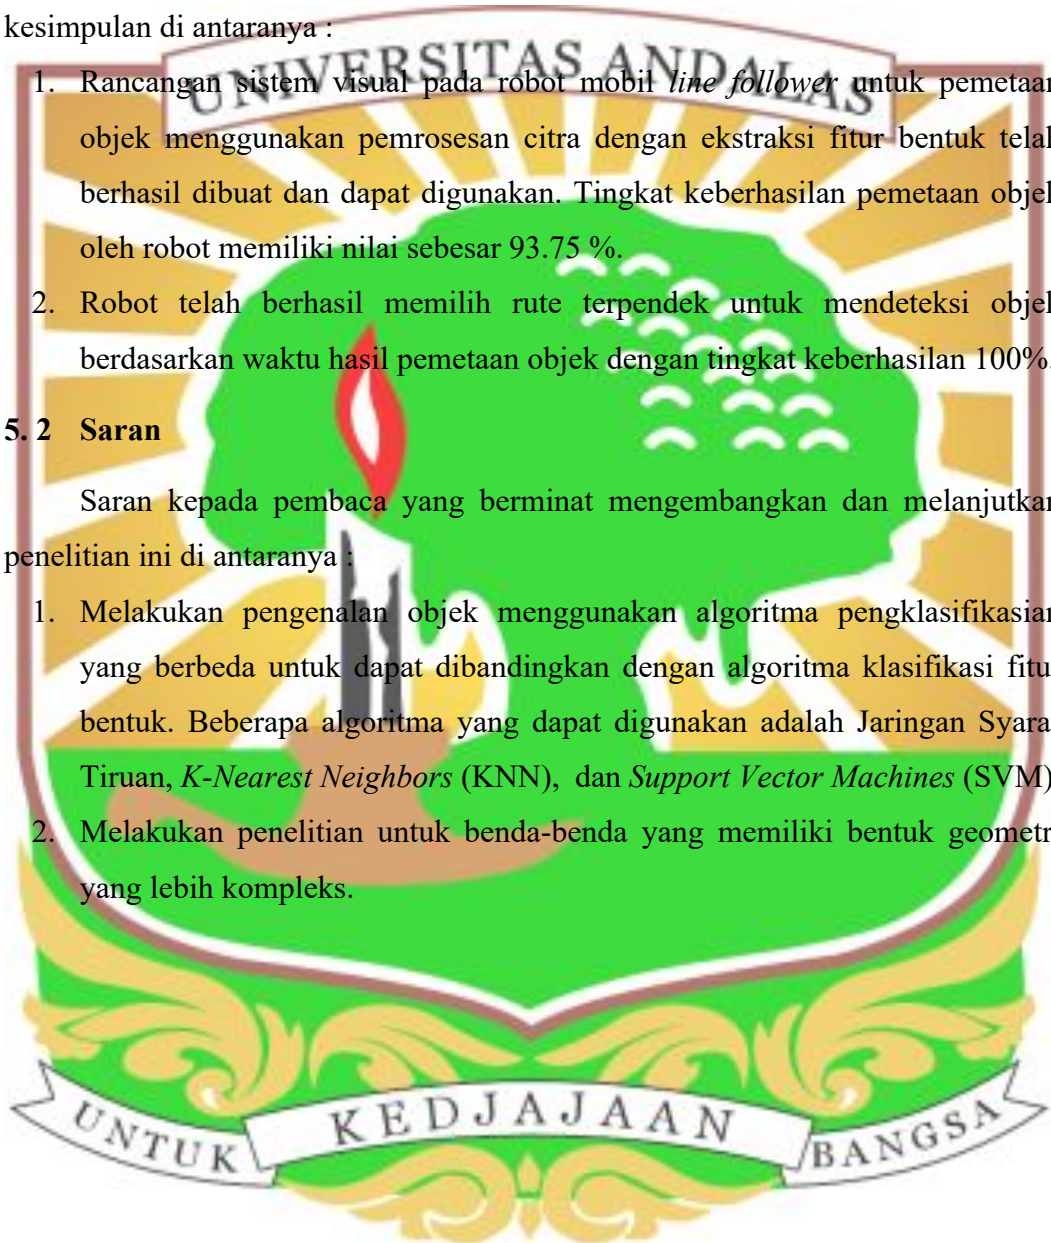 kesimpulan di antaranya :
UNIVERSITAS ANDALAS
1. Rancangan sistem visual pada robot mobil line follower untuk pemetaan
objek menggunakan pemrosesan citra dengan ekstraksi fitur bentuk telah
berhasil dibuat dan dapat digunakan. Tingkat keberhasilan pemetaan objek
oleh robot memiliki nilai sebesar 93.75 %.
2. Robot telah berhasil memilih rute terpendek untuk mendeteksi objek
berdasarkan waktu hasil pemetaan objek dengan tingkat keberhasilan 100%.
5. 2 Saran
Saran kepada pembaca yang berminat mengembangkan dan melanjutkan
penelitian ini di antaranya :
1. Melakukan pengenalan objek menggunakan algoritma pengklasifikasian
yang berbeda untuk dapat dibandingkan dengan algoritma klasifikasi fitu
bentuk. Beberapa algoritma yang dapat digunakan adalah Jaringan Syara
Tiruan, K-Nearest Neighbors (KNN), dan Support Vector Machines (SVM)
2. Melakukan penelitian untuk benda-benda yang memiliki bentuk geometr
yang lebih kompleks.
UNTUK KEDJAJAAN BANGSA